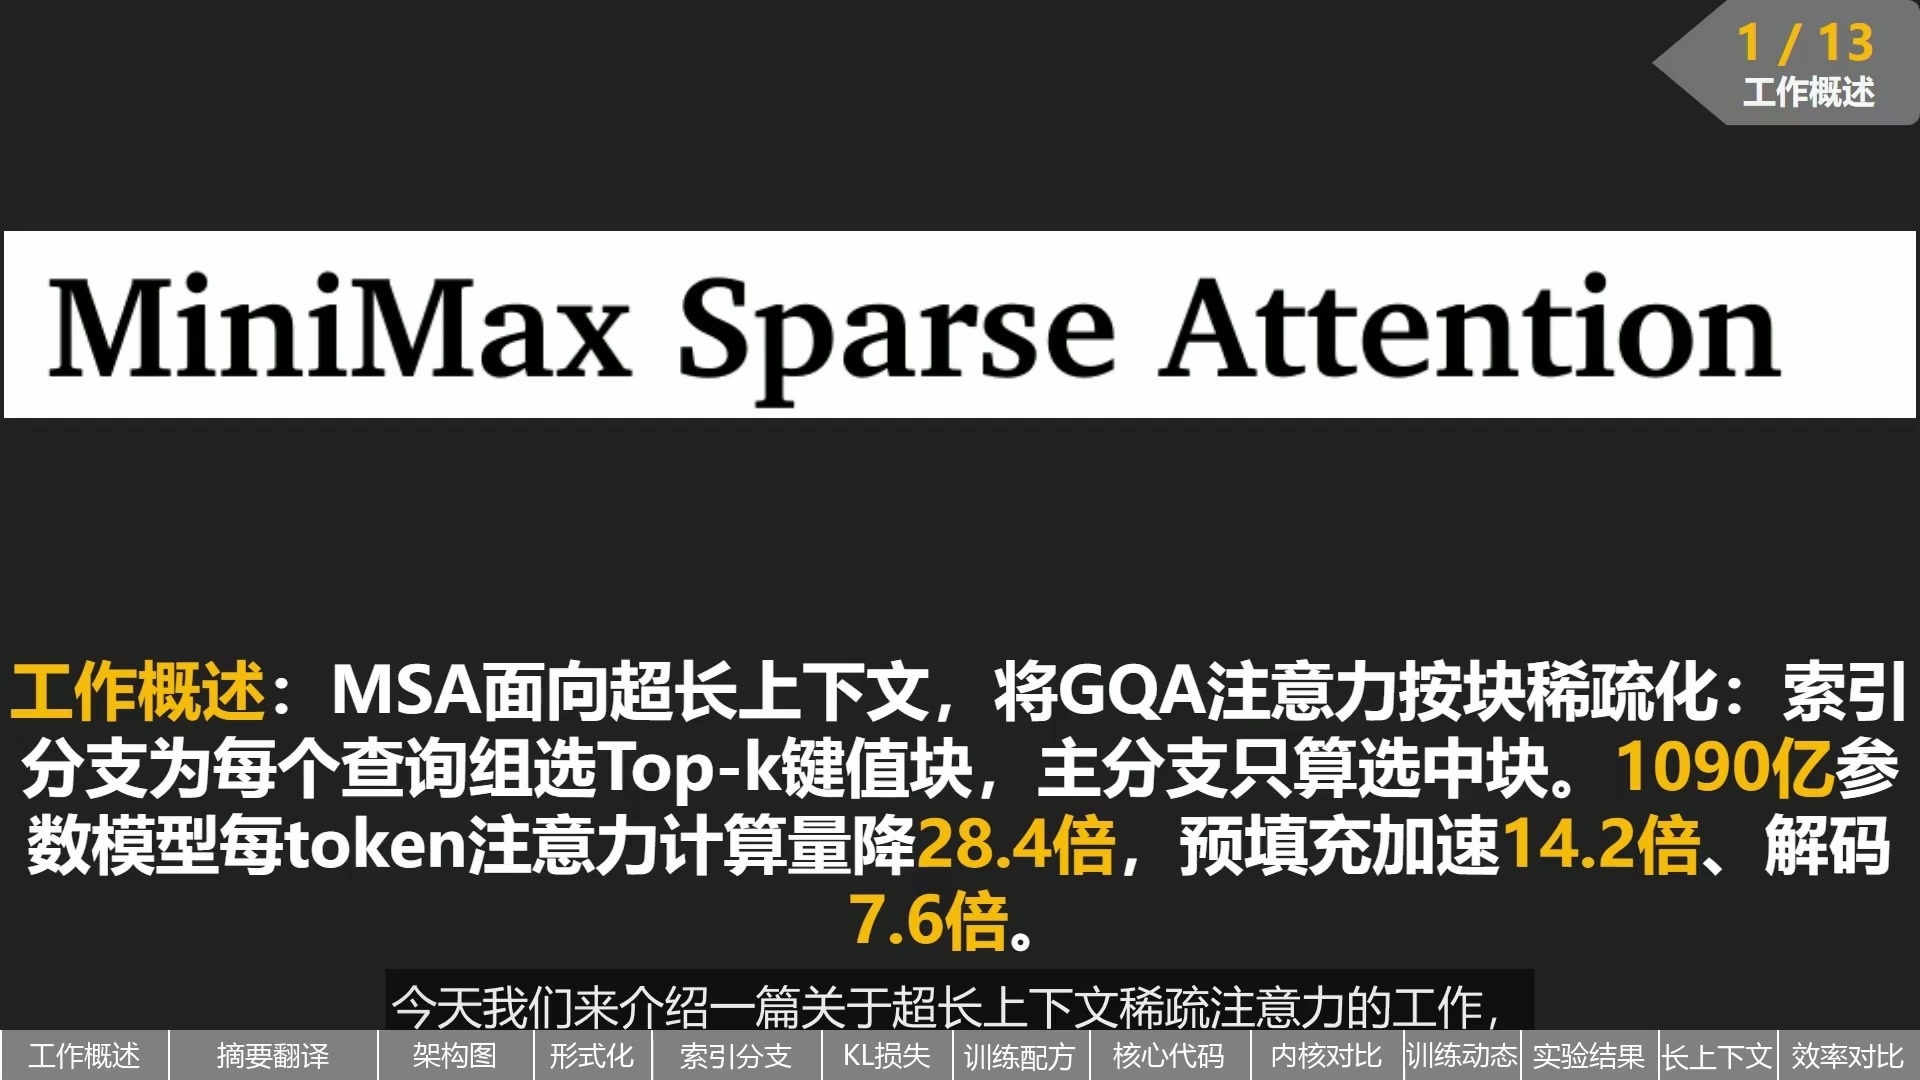 1 / 13
工作概述
MiniMax Sparse Attention
工作概述：MSA面向超长上下文，将GQA注意力按块稀疏化：索引
分支为每个查询组选Top-k键值块，主分支只算选中块。1090亿参
数模型每token注意力计算量降28.4倍，预填充加速14.2倍、解码
7.6倍。
今天我们来介绍一篇关于超长上下文稀疏注意力的工作，
工作概述 摘要翻译 架构图 形式化 索引分支 KL损失 训练配方 核心代码 内核对比 训练动态 实验结果 长上下文 效率对比